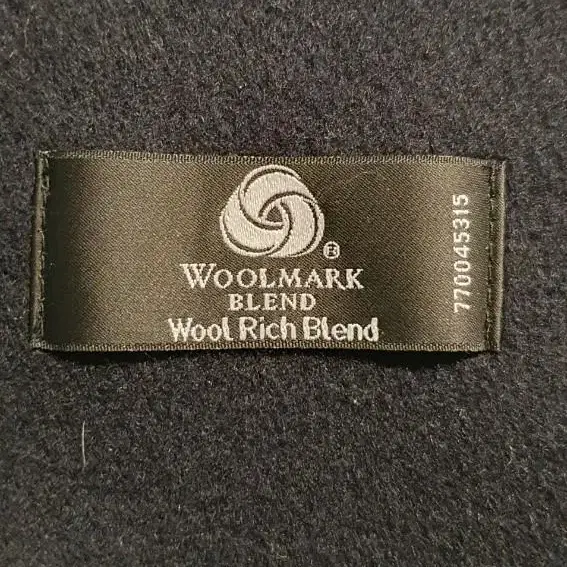 ®
WOOLMARK
BLEND
Wool Rich Blend
770045315